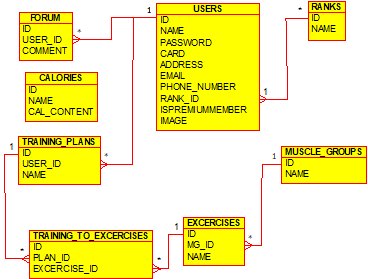 FORUM
ID
USER_ID
COMMENT
*
1
USERS
ID
NAME
PASSWORD
CARD
ADDRESS
EMAIL
PHONE_NUMBER
RANK_ID
ISPREMIUMMEMBER
IMAGE
*
1
RANKS
ID
NAME
CALORIES
ID
NAME
CAL_CONTENT
1
TRAINING_PLANS
ID
USER_ID
NAME
*
1
MUSCLE_GROUPS
ID
NAME
*
TRAINING_TO_EXCERCISES
ID
PLAN_ID
EXCERCISE_ID
*
1
EXCERCISES
ID
MG_ID
NAME
*